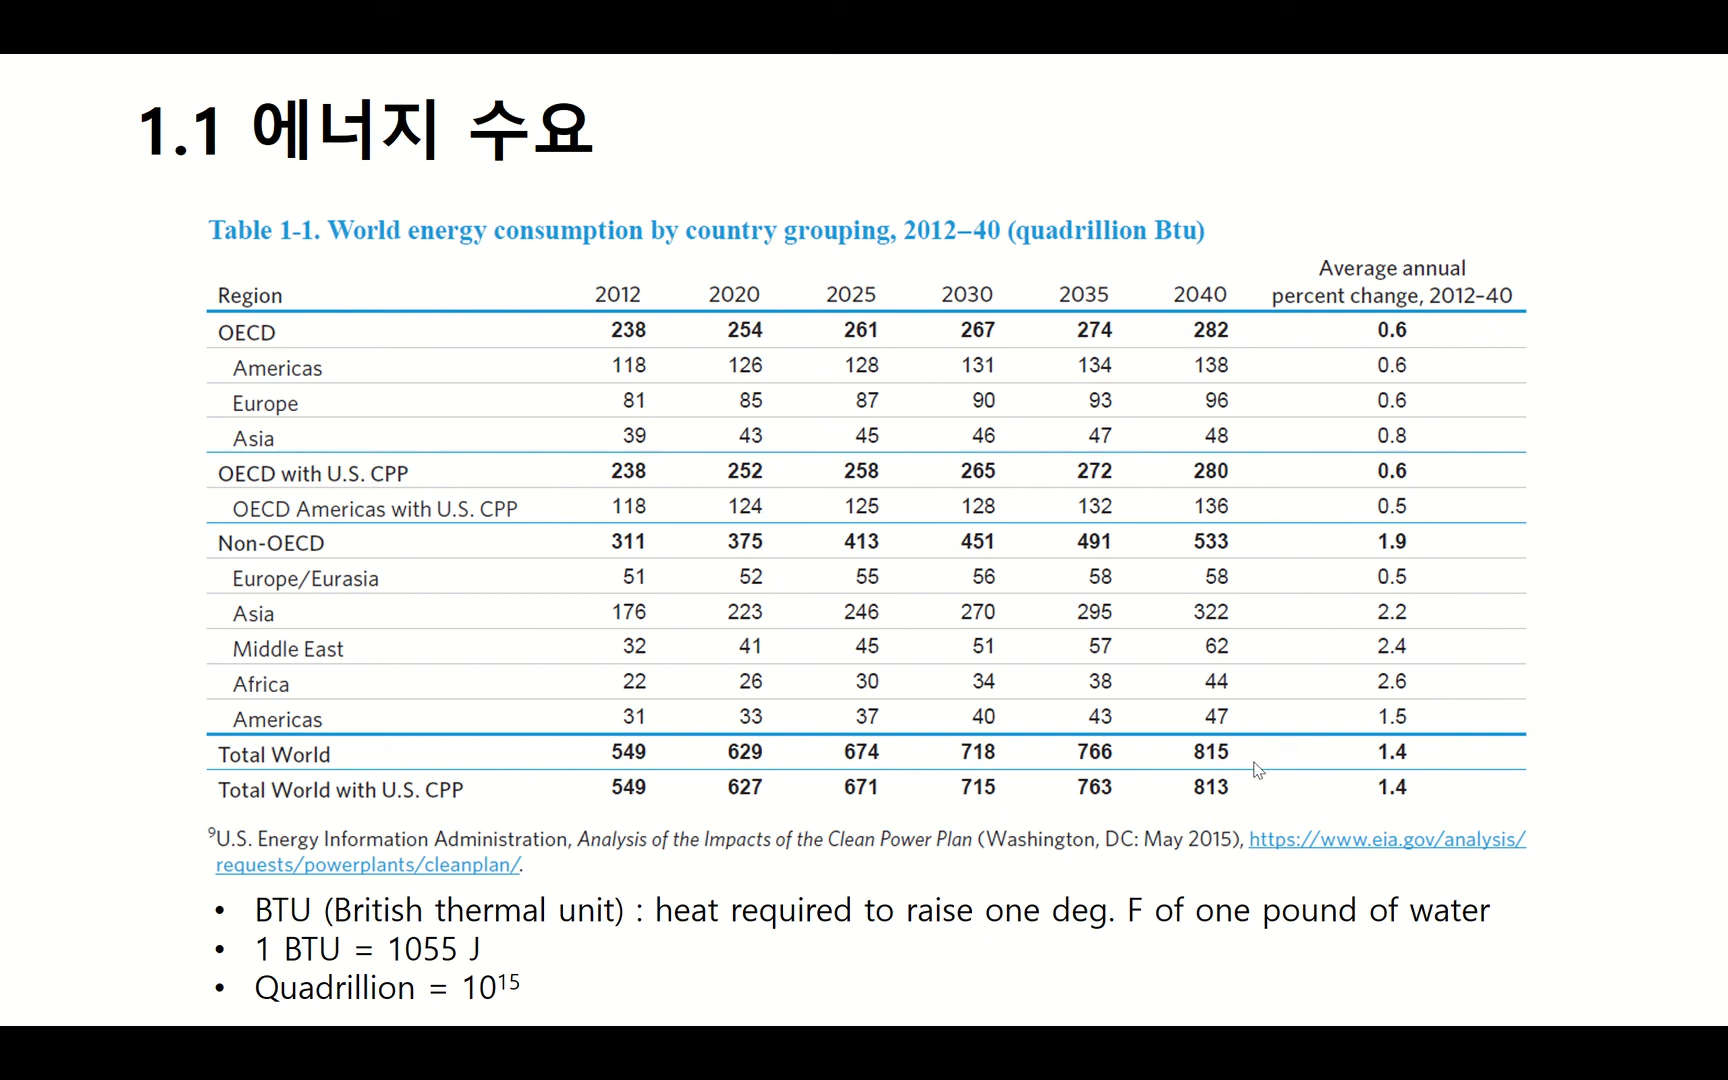 1.1 에너지 수요
Table 1-1. World energy consumption by country grouping, 2012–40 (quadrillion Btu)
Average annual
Region 2012 2020 2025 2030 2035 2040 percent change, 2012–40
OECD 238 254 261 267 274 282 0.6
Americas 118 126 128 131 134 138 0.6
Europe 81 85 87 90 93 96 0.6
Asia 39 43 45 46 47 48 0.8
OECD with U.S. CPP 238 252 258 265 272 280 0.6
OECD Americas with U.S. CPP 118 124 125 128 132 136 0.5
Non-OECD 311 375 413 451 491 533 1.9
Europe/Eurasia 51 52 55 56 58 58 0.5
Asia 176 223 246 270 295 322 2.2
Middle East 32 41 45 51 57 62 2.4
Africa 22 26 30 34 38 44 2.6
Americas 31 33 37 40 43 47 1.5
Total World 549 629 674 718 766 815 1.4
Total World with U.S. CPP 549 627 671 715 763 813 1.4
⁹U.S. Energy Information Administration, Analysis of the Impacts of the Clean Power Plan (Washington, DC: May 2015), https://www.eia.gov/analysis/
requests/powerplants/cleanplan/.
• BTU (British thermal unit) : heat required to raise one deg. F of one pound of water
• 1 BTU = 1055 J
• Quadrillion = 10¹⁵